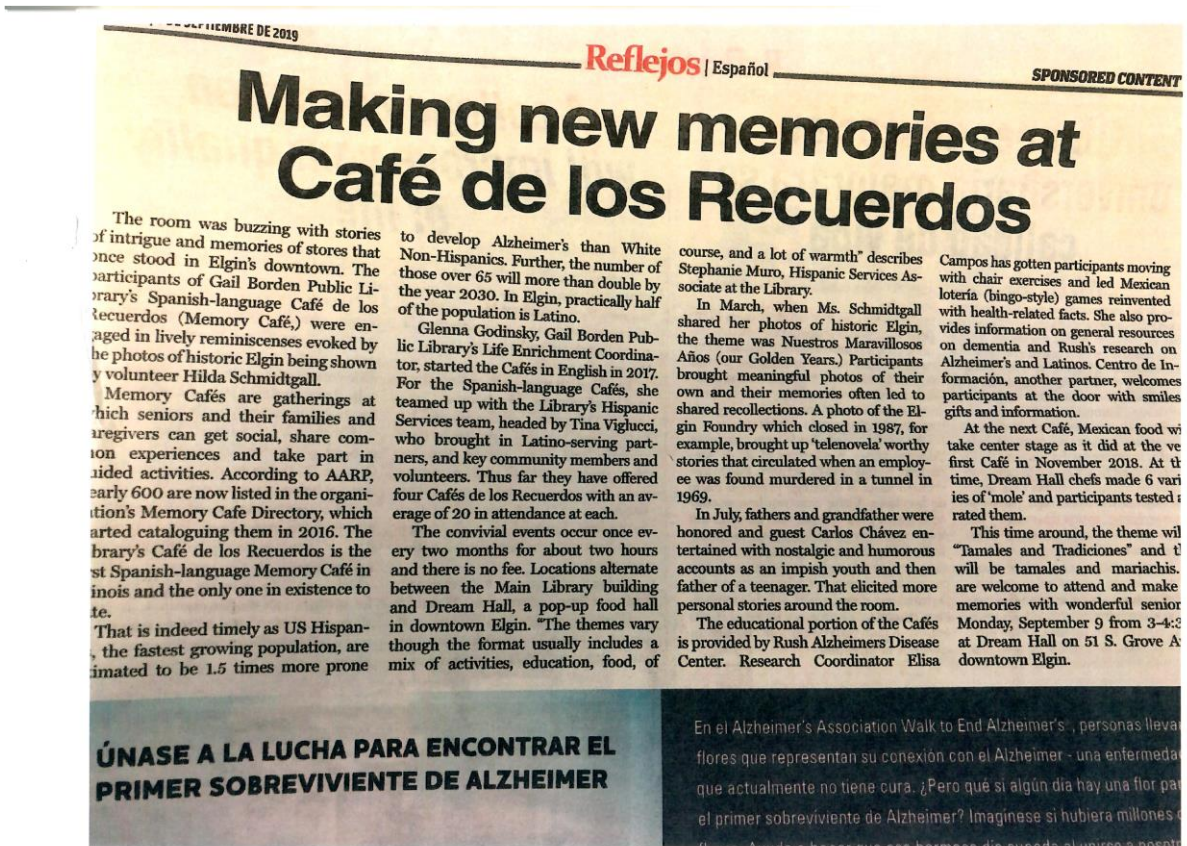 SEPTIEMBRE DE 2019
Reflejos | Español
SPONSORED CONTENT
Making new memories at
Café de los Recuerdos
The room was buzzing with stories
of intrigue and memories of stores that
once stood in Elgin's downtown. The
participants of Gail Borden Public Li-
brary's Spanish-language Café de los
Recuerdos (Memory Café,) were en-
aged in lively reminiscenses evoked by
he photos of historic Elgin being shown
y volunteer Hilda Schmidtgall.
Memory Cafés are gatherings at
hich seniors and their families and
aregivers can get social, share com-
on experiences and take part in
uided activities. According to AARP,
early 600 are now listed in the organi-
ation's Memory Cafe Directory, which
arted cataloguing them in 2016. The
brary's Café de los Recuerdos is the
st Spanish-language Memory Café in
inois and the only one in existence to
te.
That is indeed timely as US Hispan-
, the fastest growing population, are
imated to be 1.5 times more prone
to develop Alzheimer's than White
Non-Hispanics. Further, the number of
those over 65 will more than double by
the year 2030. In Elgin, practically half
of the population is Latino.
Glenna Godinsky, Gail Borden Pub-
lic Library's Life Enrichment Coordina-
tor, started the Cafés in English in 2017.
For the Spanish-language Cafés, she
teamed up with the Library's Hispanic
Services team, headed by Tina Viglucci,
who brought in Latino-serving part-
ners, and key community members and
volunteers. Thus far they have offered
four Cafés de los Recuerdos with an av-
erage of 20 in attendance at each.
The convivial events occur once ev-
ery two months for about two hours
and there is no fee. Locations alternate
between the Main Library building
and Dream Hall, a pop-up food hall
in downtown Elgin. "The themes vary
though the format usually includes a
mix of activities, education, food, of
course, and a lot of warmth" describes
Stephanie Muro, Hispanic Services As-
sociate at the Library.
In March, when Ms. Schmidtgall
shared her photos of historic Elgin,
the theme was Nuestros Maravillosos
Años (our Golden Years.) Participants
brought meaningful photos of their
own and their memories often led to
shared recollections. A photo of the El-
gin Foundry which closed in 1987, for
example, brought up 'telenovela' worthy
stories that circulated when an employ-
ee was found murdered in a tunnel in
1969.
In July, fathers and grandfather were
honored and guest Carlos Chávez en-
tertained with nostalgic and humorous
accounts as an impish youth and then
father of a teenager. That elicited more
personal stories around the room.
The educational portion of the Cafés
is provided by Rush Alzheimers Disease
Center. Research Coordinator Elisa
Campos has gotten participants moving
with chair exercises and led Mexican
lotería (bingo-style) games reinvented
with health-related facts. She also pro-
vides information on general resources
on dementia and Rush's research on
Alzheimer's and Latinos. Centro de In-
formación, another partner, welcomes
participants at the door with smiles
gifts and information.
At the next Café, Mexican food wi
take center stage as it did at the ve
first Café in November 2018. At th
time, Dream Hall chefs made 6 vari
ies of 'mole' and participants tested a
rated them.
This time around, the theme wil
"Tamales and Tradiciones" and t
will be tamales and mariachis.
are welcome to attend and make
memories with wonderful senior
Monday, September 9 from 3-4:3
at Dream Hall on 51 S. Grove A
downtown Elgin.
ÚNASE A LA LUCHA PARA ENCONTRAR EL
PRIMER SOBREVIVIENTE DE ALZHEIMER
En el Alzheimer's Association Walk to End Alzheimer's , personas lleva
flores que representan su conexión con el Alzheimer - una enfermeda
que actualmente no tiene cura. ¿Pero qué si algún día hay una flor pa
el primer sobreviviente de Alzheimer? Imagínese si hubiera millones